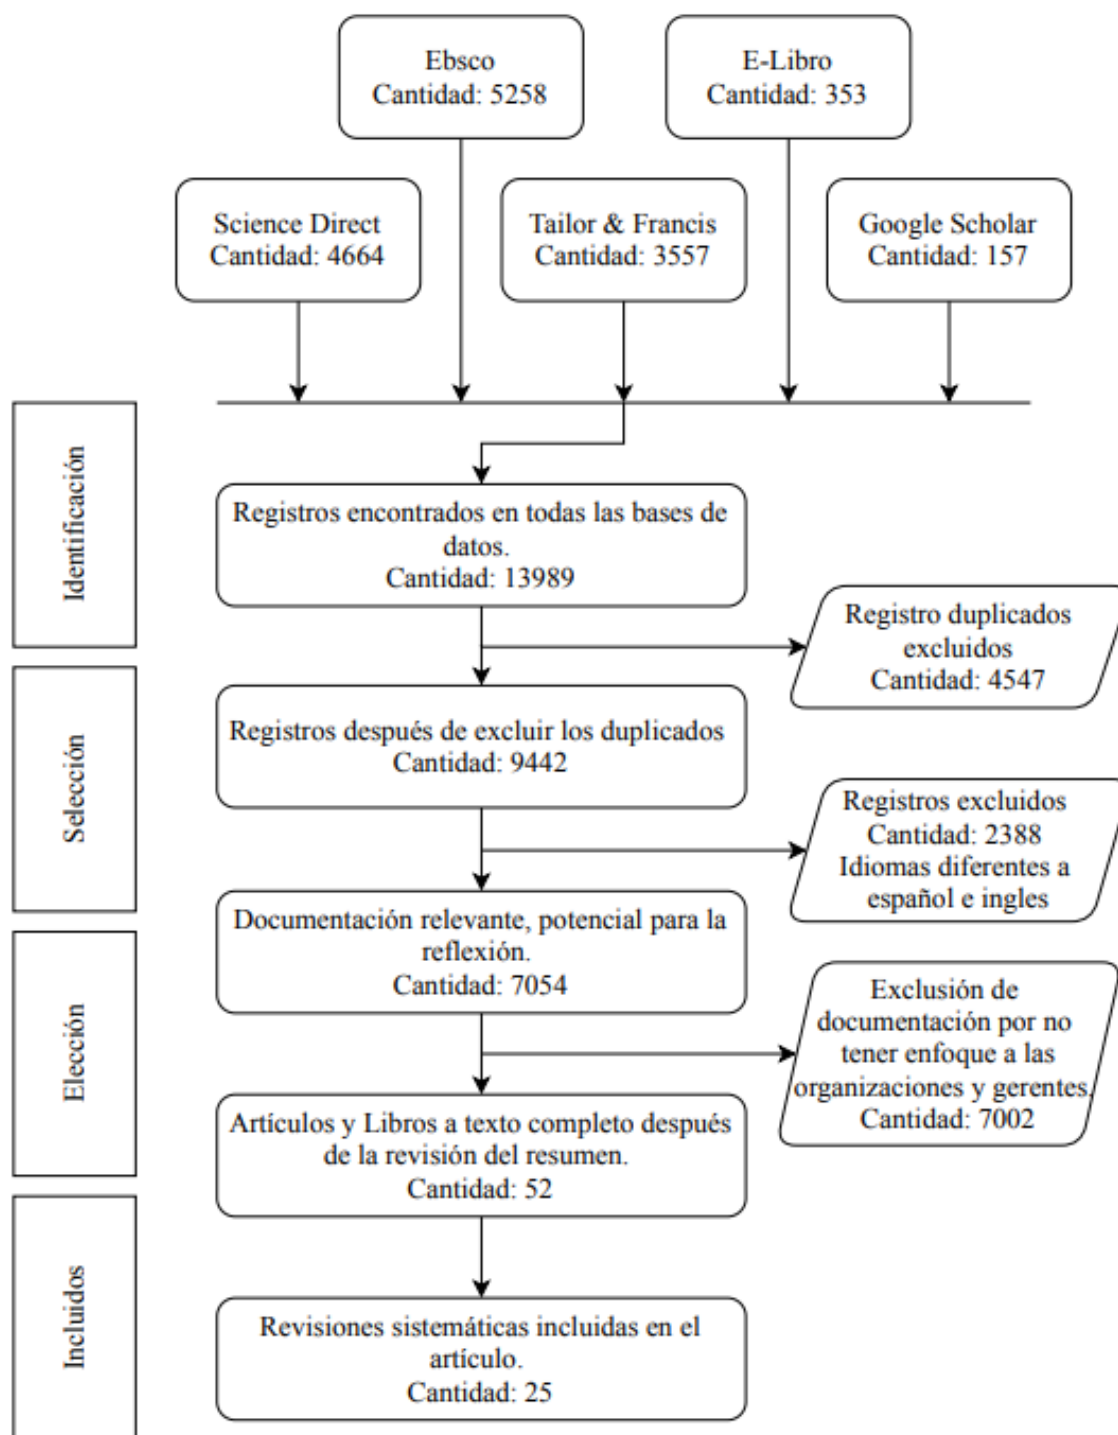 Ebsco
Cantidad: 5258
E-Libro
Cantidad: 353
Science Direct
Cantidad: 4664
Tailor & Francis
Cantidad: 3557
Google Scholar
Cantidad: 157
Identificación
Registros encontrados en todas las bases de
datos.
Cantidad: 13989
Registro duplicados
excluidos
Cantidad: 4547
Selección
Registros después de excluir los duplicados
Cantidad: 9442
Registros excluidos
Cantidad: 2388
Idiomas diferentes a
español e ingles
Documentación relevante, potencial para la
reflexión.
Cantidad: 7054
Elección
Exclusión de
documentación por no
tener enfoque a las
organizaciones y gerentes.
Cantidad: 7002
Artículos y Libros a texto completo después
de la revisión del resumen.
Cantidad: 52
Incluidos
Revisiones sistemáticas incluidas en el
artículo.
Cantidad: 25